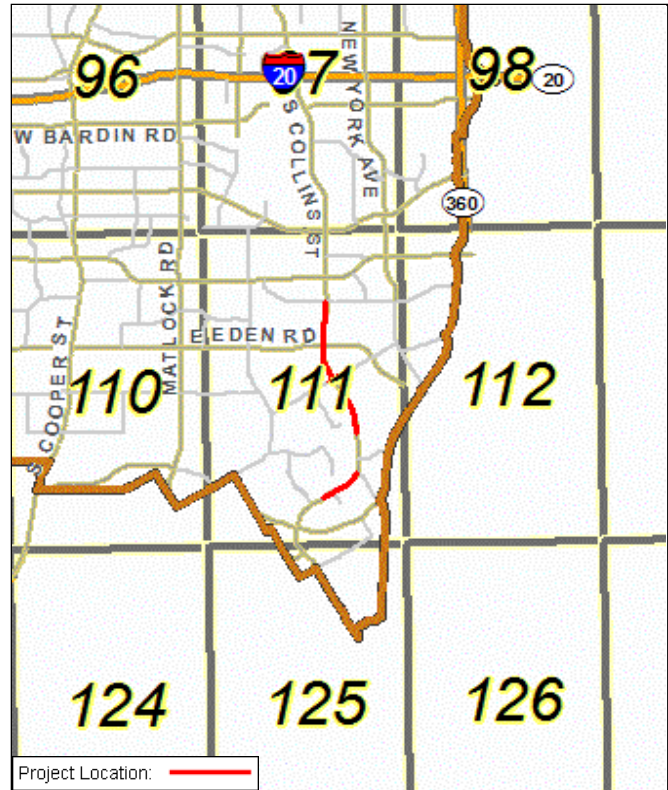 96
20
7
98
20
W BARDIN RD
S COLLINS ST
NEW YORK AVE
360
MATLOCK RD
E EDEN RD
S COOPER ST
110
111
112
124
125
126
Project Location: